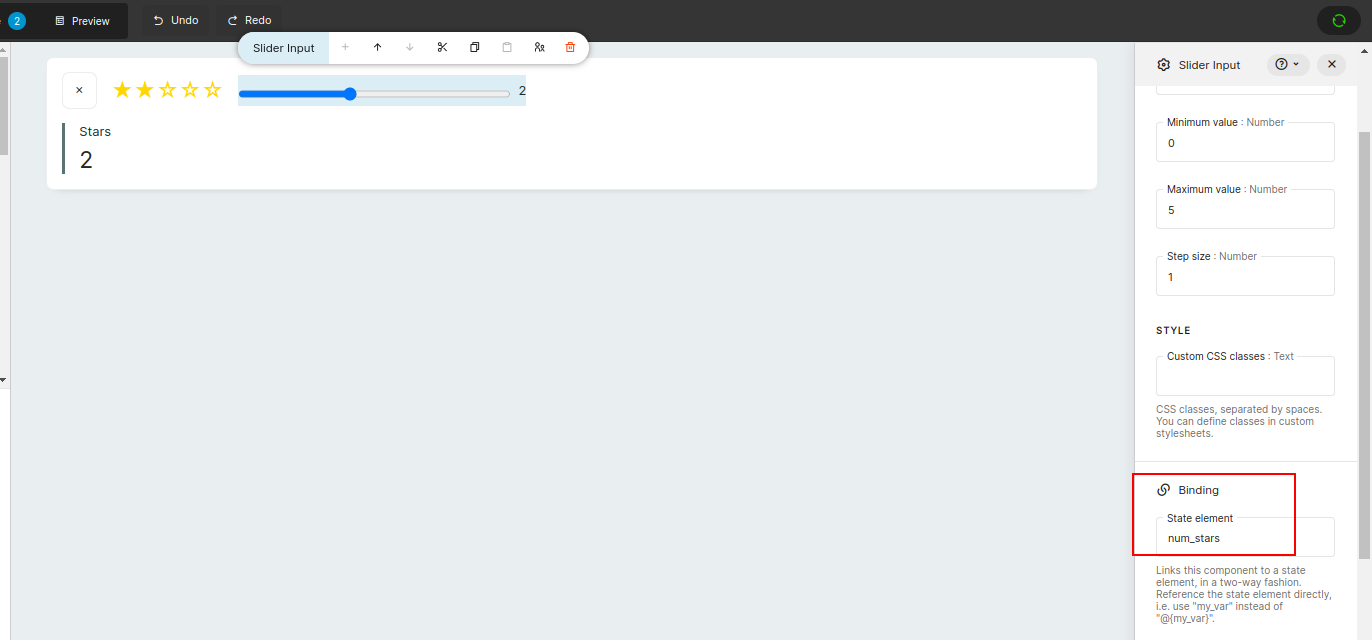 2
Preview
Undo
Redo
Slider Input
2
Stars
2
Slider Input
Minimum value : Number
0
Maximum value : Number
5
Step size : Number
1
STYLE
Custom CSS classes : Text
CSS classes, separated by spaces.
You can define classes in custom
stylesheets.
Binding
State element
num_stars
Links this component to a state
element, in a two-way fashion.
Reference the state element directly,
i.e. use "my_var" instead of
"@{my_var}".